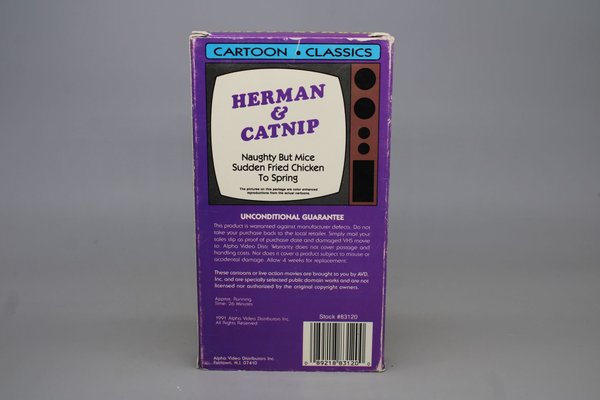 CARTOON • CLASSICS
HERMAN
&
CATNIP
Naughty But Mice
Sudden Fried Chicken
To Spring
The pictures on this package are color enhanced
reproductions from the actual cartoons.
UNCONDITIONAL GUARANTEE
This product is warranted against manufacturer defects. Do not
take your purchase back to the local retailer. Simply mail your
sales slip as proof of purchase date and damaged VHS movie
to: Alpha Video Distr. Warranty does not cover postage and
handling costs. Nor does it cover a product subject to misuse or
accidental damage. Allow 4 weeks for replacement.
These cartoons or live action movies are brought to you by AVD,
Inc. and are specially selected public domain works and are not
licensed nor authorized by the original copyright owners.
Approx. Running
Time: 26 Minutes
1991 Alpha Video Distributors Inc.
All Rights Reserved
Stock #83120
Alpha Video Distributors Inc.
Fairlawn, N.J. 07410
0 89218 83120 0